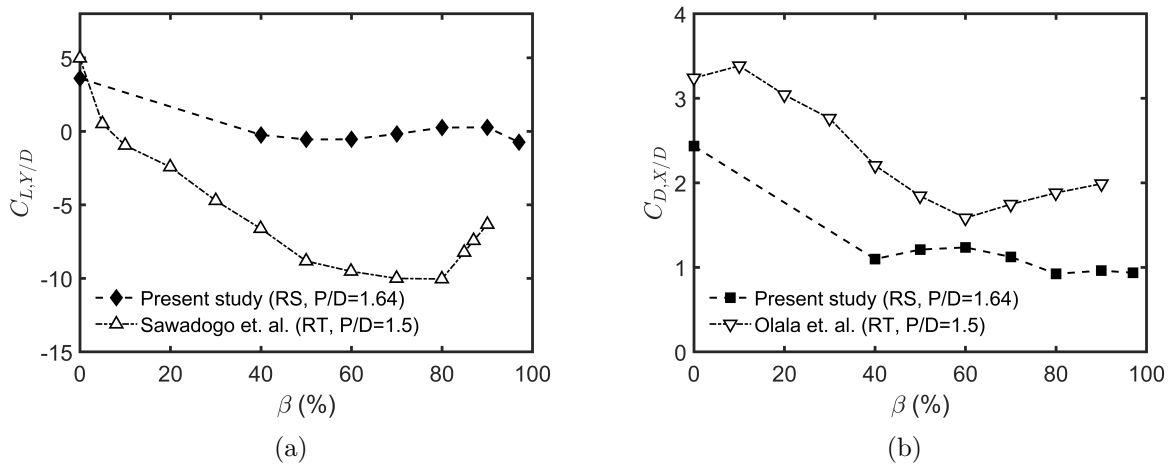 5
0
-5
-10
-15
C_{L,Y/D}
Present study (RS, P/D=1.64)
Sawadogo et. al. (RT, P/D=1.5)
0 20 40 60 80 100
β (%)
(a)
4
3
2
1
0
C_{D,X/D}
Present study (RS, P/D=1.64)
Olala et. al. (RT, P/D=1.5)
0 20 40 60 80 100
β (%)
(b)